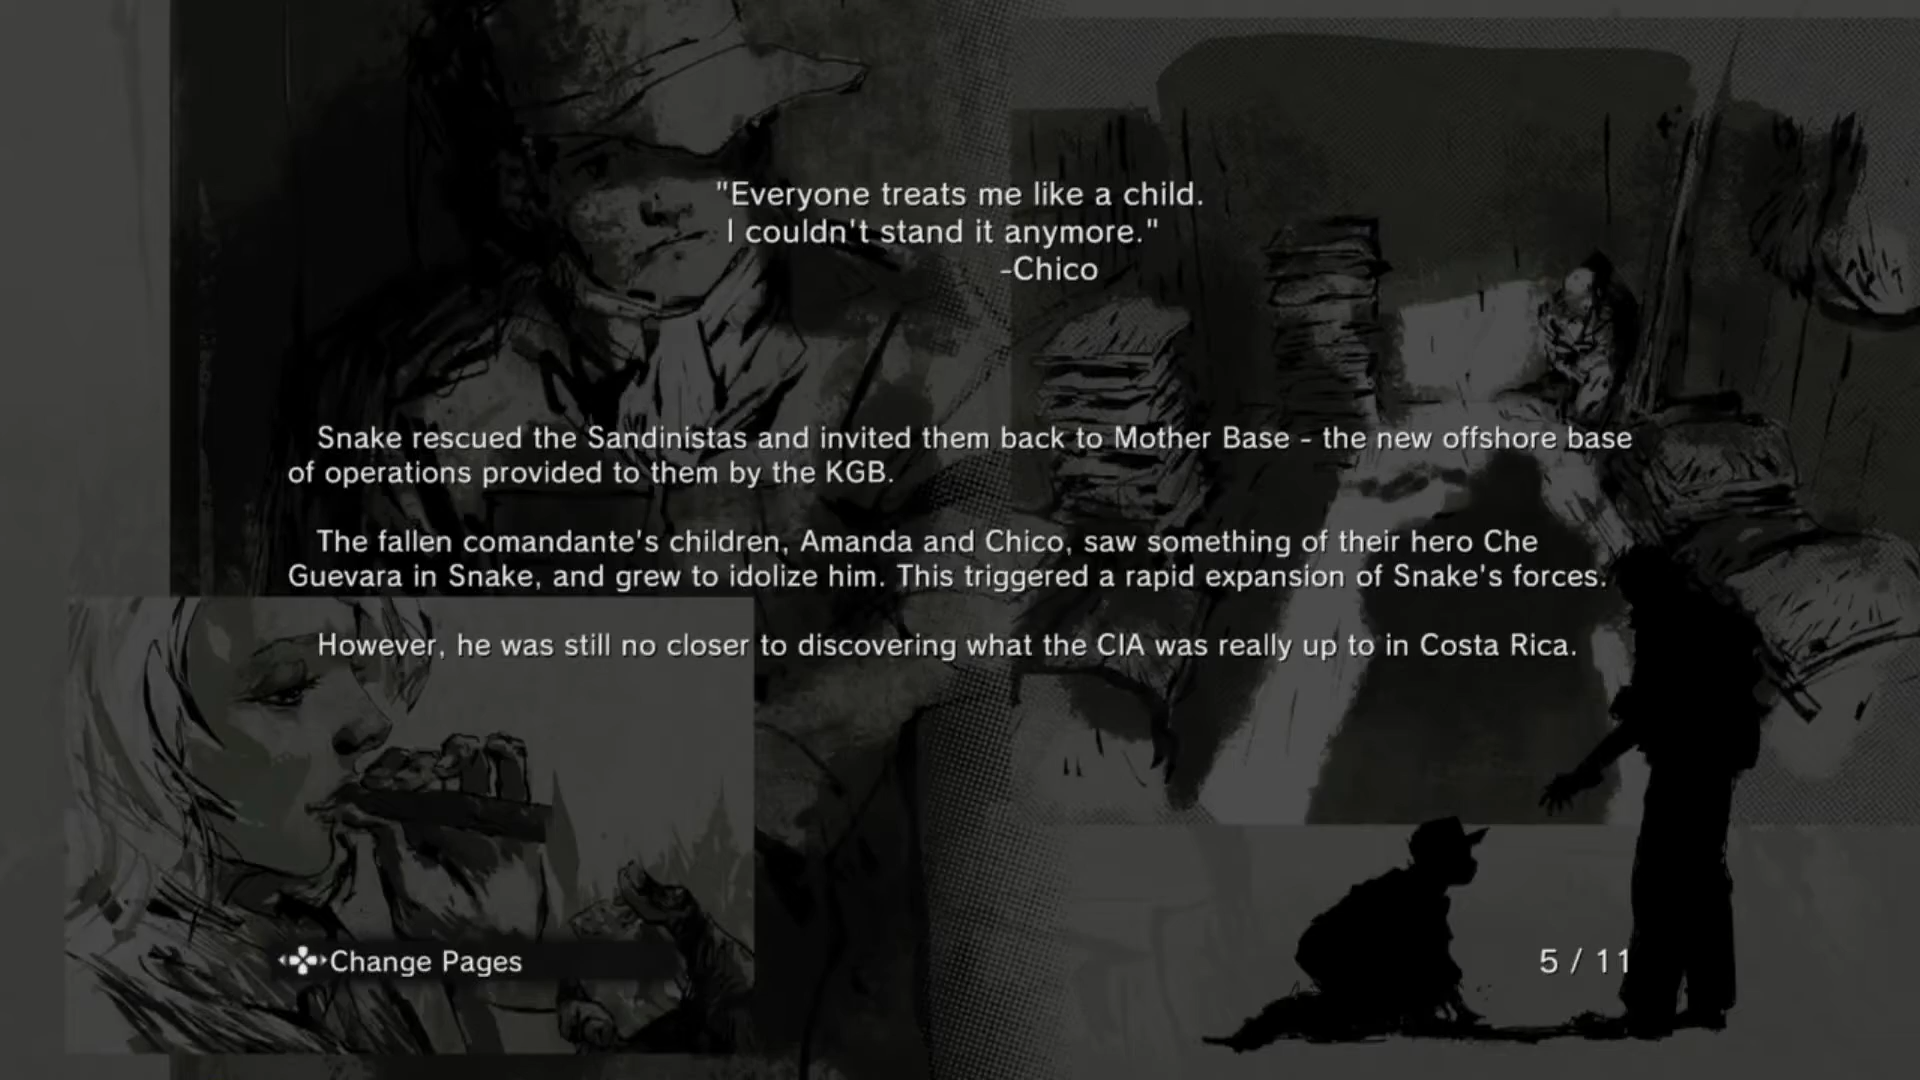 "Everyone treats me like a child.
I couldn't stand it anymore."
-Chico
Snake rescued the Sandinistas and invited them back to Mother Base - the new offshore base
of operations provided to them by the KGB.
The fallen comandante's children, Amanda and Chico, saw something of their hero Che
Guevara in Snake, and grew to idolize him. This triggered a rapid expansion of Snake's forces.
However, he was still no closer to discovering what the CIA was really up to in Costa Rica.
Change Pages
5 / 11